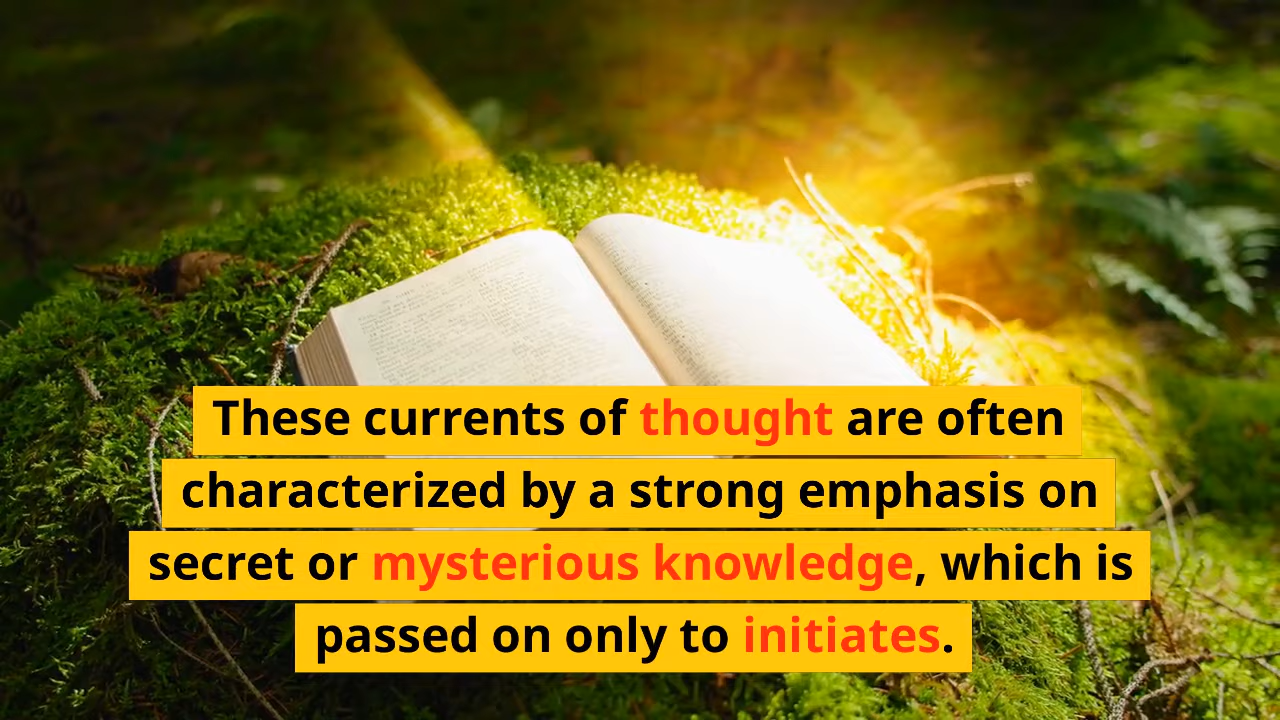 These currents of thought are often
characterized by a strong emphasis on
secret or mysterious knowledge, which is
passed on only to initiates.